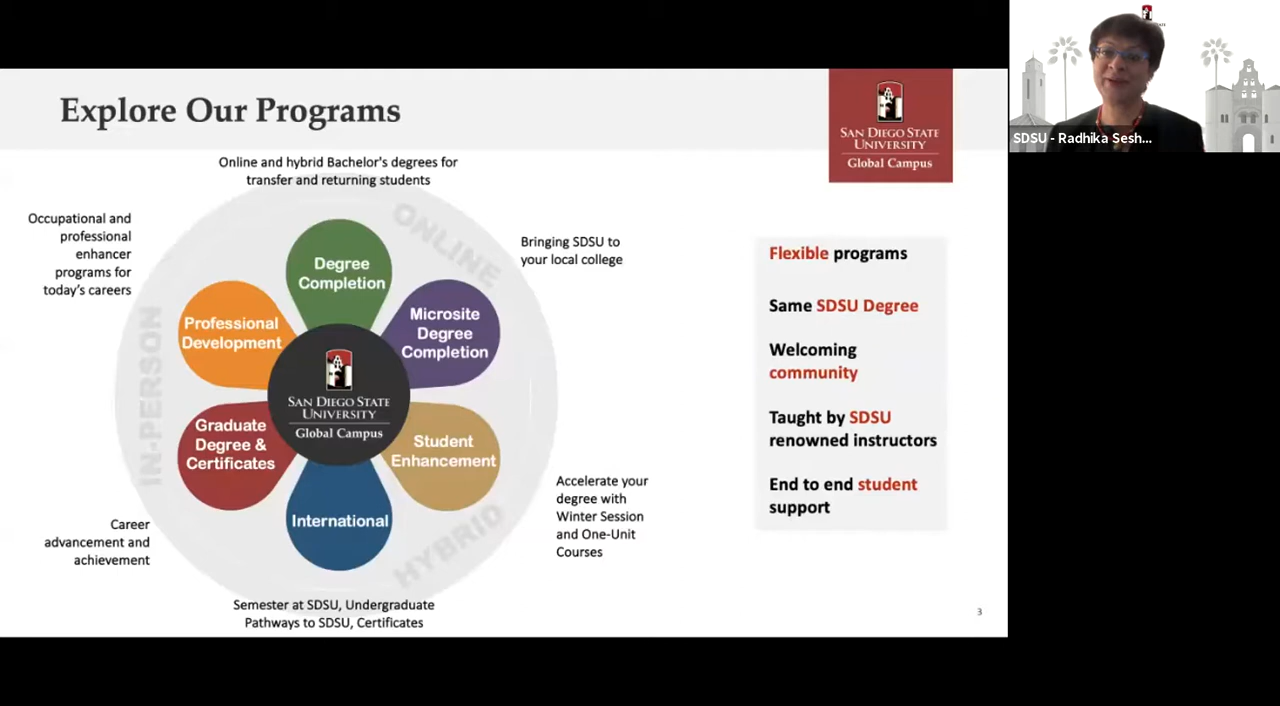 Explore Our Programs
SAN DIEGO STATE
UNIVERSITY
Global Campus
SDSU - Radhika Sesh...
Online and hybrid Bachelor's degrees for
transfer and returning students
Occupational and
professional
enhancer
programs for
today's careers
Bringing SDSU to
your local college
ONLINE
IN-PERSON
HYBRID
Degree
Completion
Professional
Development
Microsite
Degree
Completion
SAN DIEGO STATE
UNIVERSITY
Global Campus
Graduate
Degree &
Certificates
Student
Enhancement
International
Career
advancement and
achievement
Accelerate your
degree with
Winter Session
and One-Unit
Courses
Semester at SDSU, Undergraduate
Pathways to SDSU, Certificates
Flexible programs
Same SDSU Degree
Welcoming
community
Taught by SDSU
renowned instructors
End to end student
support
3